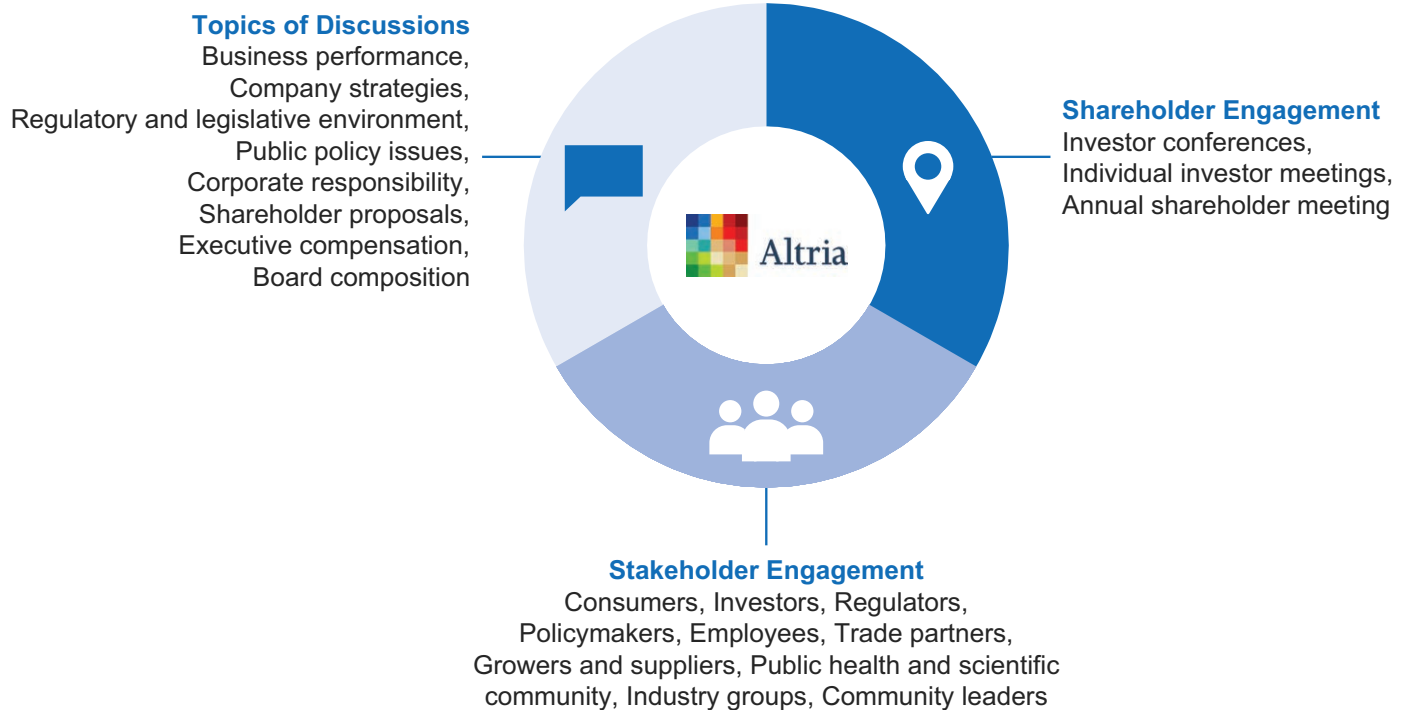 Topics of Discussions
Business performance,
Company strategies,
Regulatory and legislative environment,
Public policy issues,
Corporate responsibility,
Shareholder proposals,
Executive compensation,
Board composition
Altria
Shareholder Engagement
Investor conferences,
Individual investor meetings,
Annual shareholder meeting
Stakeholder Engagement
Consumers, Investors, Regulators,
Policymakers, Employees, Trade partners,
Growers and suppliers, Public health and scientific
community, Industry groups, Community leaders